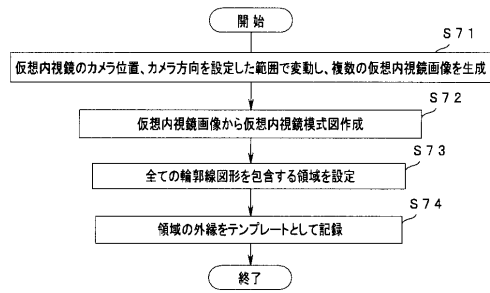 開始
S71
仮想内視鏡のカメラ位置、カメラ方向を設定した範囲で変動し、複数の仮想内視鏡画像を生成
S72
仮想内視鏡画像から仮想内視鏡模式図作成
S73
全ての輪郭線図形を包含する領域を設定
S74
領域の外縁をテンプレートとして記録
終了